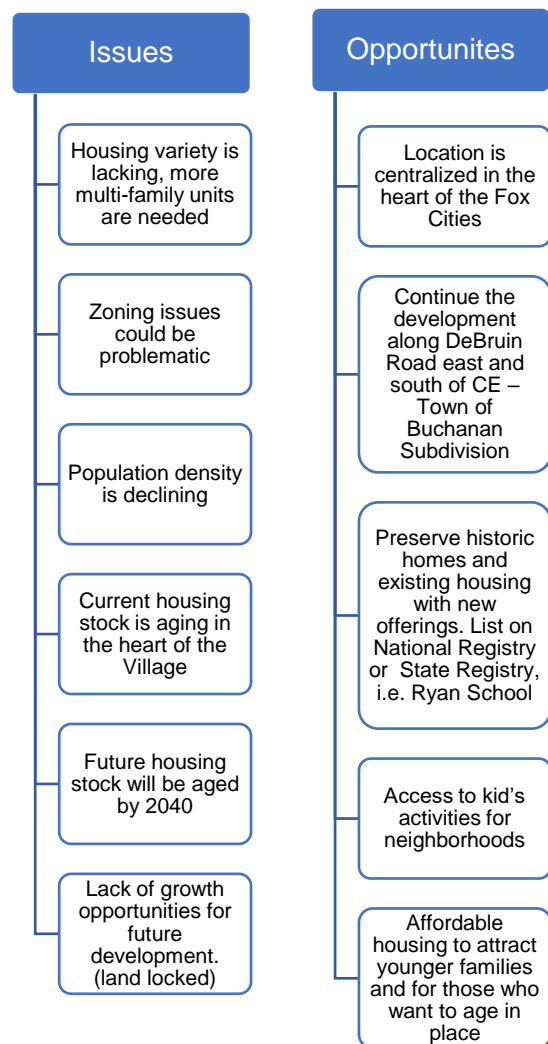 Issues
Housing variety is
lacking, more
multi-family units
are needed
Zoning issues
could be
problematic
Population density
is declining
Current housing
stock is aging in
the heart of the
Village
Future housing
stock will be aged
by 2040
Lack of growth
opportunities for
future
development.
(land locked)
Opportunites
Location is
centralized in the
heart of the Fox
Cities
Continue the
development
along DeBruin
Road east and
south of CE –
Town of
Buchanan
Subdivision
Preserve historic
homes and
existing housing
with new
offerings. List on
National Registry
or State Registry,
i.e. Ryan School
Access to kid’s
activities for
neighborhoods
Affordable
housing to attract
younger families
and for those who
want to age in
place